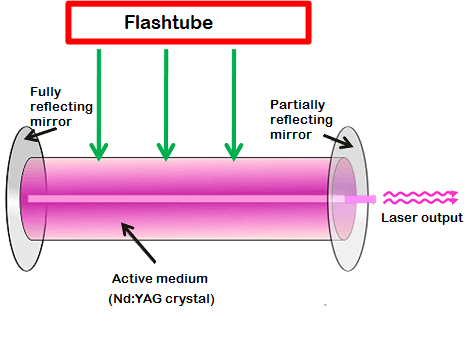 Flashtube
Fully
reflecting
mirror
Partially
reflecting
mirror
Laser output
Active medium
(Nd:YAG crystal)